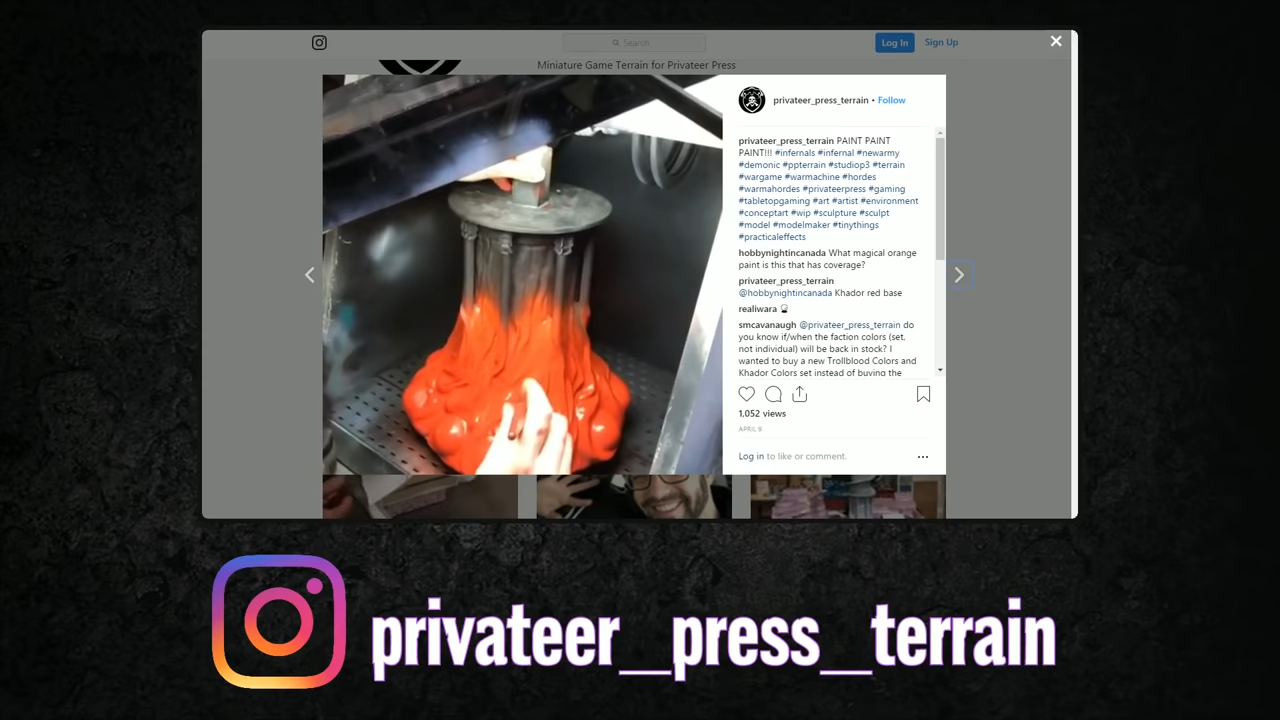 Search
Log In
Sign Up
Miniature Game Terrain for Privateer Press
privateer_press_terrain • Follow
privateer_press_terrain PAINT PAINT
PAINT!!! #infernals #infernal #newarmy
#demonic #ppterrain #studiop3 #terrain
#wargame #warmachine #hordes
#warmahordes #privateerpress #gaming
#tabletopgaming #art #artist #environment
#conceptart #wip #sculpture #sculpt
#model #modelmaker #tinythings
#practicaleffects
hobbynightincanada What magical orange
paint is this that has coverage?
privateer_press_terrain
@hobbynightincanada Khador red base
realiwara
smcavanaugh @privateer_press_terrain do
you know if/when the faction colors (set,
not individual) will be back in stock? I
wanted to buy a new Trollblood Colors and
Khador Colors set instead of buying the
1,052 views
APRIL 9
Log in to like or comment.
privateer_press_terrain